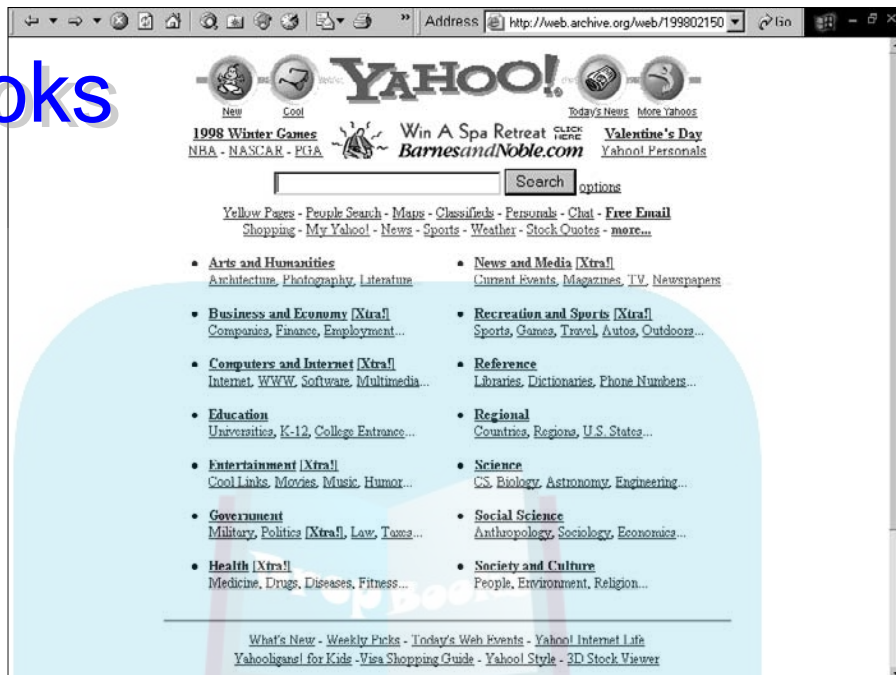 Address http://web.archive.org/web/199802150 Go
oks
YAHOO!
New Cool Today's News More Yahoos
1998 Winter Games
NBA - NASCAR - PGA
Win A Spa Retreat CLICK HERE
BarnesandNoble.com
Valentine's Day
Yahoo! Personals
Search options
Yellow Pages - People Search - Maps - Classifieds - Personals - Chat - Free Email
Shopping - My Yahoo! - News - Sports - Weather - Stock Quotes - more...
Arts and Humanities
Architecture, Photography, Literature
Business and Economy [Xtra!]
Companies, Finance, Employment...
Computers and Internet [Xtra!]
Internet, WWW, Software, Multimedia...
Education
Universities, K-12, College Entrance...
Entertainment [Xtra!]
Cool Links, Movies, Music, Humor...
Government
Military, Politics [Xtra!], Law, Taxes...
Health [Xtra!]
Medicine, Drugs, Diseases, Fitness...
News and Media [Xtra!]
Current Events, Magazines, TV, Newspapers
Recreation and Sports [Xtra!]
Sports, Games, Travel, Autos, Outdoors...
Reference
Libraries, Dictionaries, Phone Numbers...
Regional
Countries, Regions, U.S. States...
Science
CS, Biology, Astronomy, Engineering...
Social Science
Anthropology, Sociology, Economics...
Society and Culture
People, Environment, Religion...
Drop Books
What's New - Weekly Picks - Today's Web Events - Yahoo! Internet Life
Yahooligans! for Kids -Visa Shopping Guide - Yahoo! Style - 3D Stock Viewer